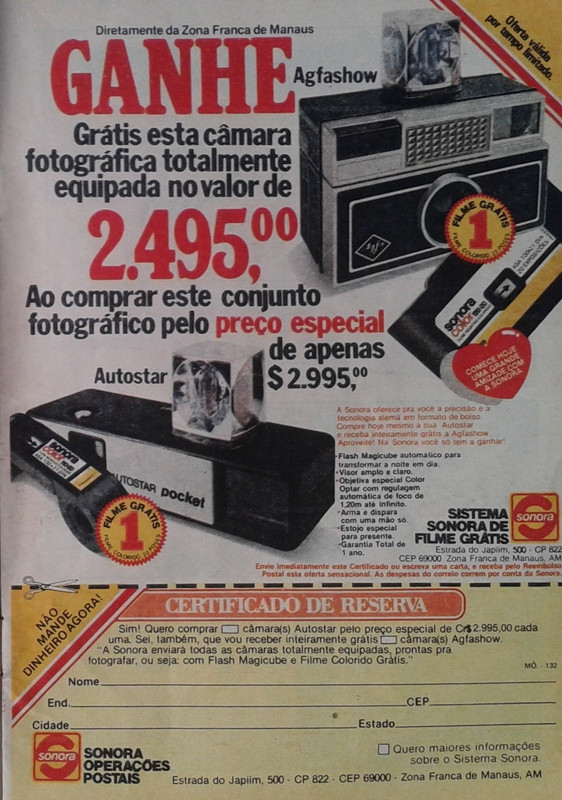 Diretamente da Zona Franca de Manaus
Oferta válida
por tempo limitado.
GANHE
Agfashow
Grátis esta câmara
fotográfica totalmente
equipada no valor de
2.495,00
FILME GRÁTIS
1
FILME COLORIDO
sonora
color
COMECE HOJE
UMA GRANDE
AMIZADE COM
A SONORA
Ao comprar este conjunto
fotográfico pelo preço especial
de apenas
$2.995,00
Autostar
sonora
color
AUTOSTAR pocket
FILME GRÁTIS
1
FILME COLORIDO
A Sonora oferece pra você a precisão e a
tecnologia alemã em formato de bolso.
Compre hoje mesmo a sua Autostar
e receba inteiramente grátis a Agfashow.
Aproveite! Na Sonora você só tem a ganhar!
·Flash Magicube automático para
transformar a noite em dia.
·Visor amplo e claro.
·Objetiva especial Color
Optar com regulagem
automática de foco de
1,20m até infinito.
·Arma e dispara
com uma mão só.
·Estojo especial
para presente.
·Garantia Total de
1 ano.
SISTEMA
SONORA DE
FILME GRÁTIS
sonora
Estrada do Japiim, 500 - CP 822
CEP 69000 Zona Franca de Manaus, AM
Envie imediatamente este Certificado ou escreva uma carta, e receba pelo Reembolso
Postal esta oferta sensacional. As despesas do correio correm por conta da Sonora.
NÃO
MANDE
DINHEIRO AGORA!
CERTIFICADO DE RESERVA
Sim! Quero comprar câmara(s) Autostar pelo preço especial de Cr$2.995,00 cada
uma. Sei, também, que vou receber inteiramente grátis câmara(s) Agfashow.
"A Sonora enviará todas as câmaras totalmente equipadas, prontas pra
fotografar, ou seja: com Flash Magicube e Filme Colorido Grátis."
MÔ. - 132
Nome
End. CEP
Cidade Estado
sonora
SONORA
OPERAÇÕES
POSTAIS
Quero maiores informações
sobre o Sistema Sonora.
Estrada do Japiim, 500 - CP 822 - CEP 69000 - Zona Franca de Manaus, AM